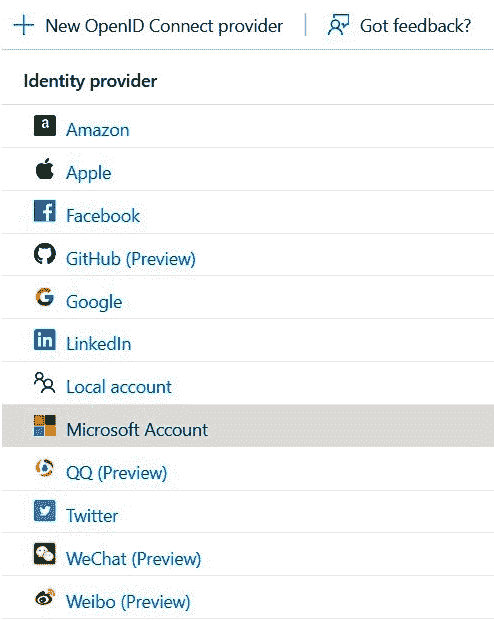 New OpenID Connect provider Got feedback?
Identity provider
Amazon
Apple
Facebook
GitHub (Preview)
Google
LinkedIn
Local account
Microsoft Account
QQ (Preview)
Twitter
WeChat (Preview)
Weibo (Preview)